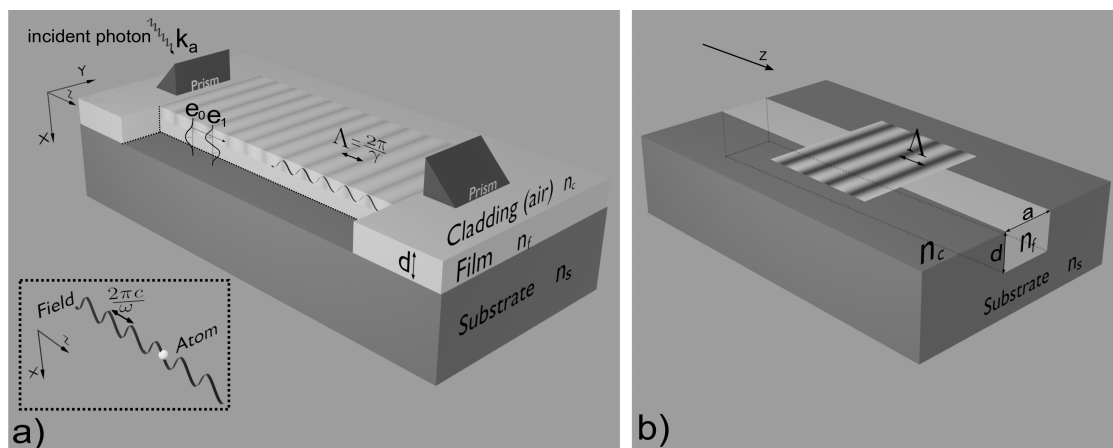 incident photon
k_a
Prism
Y
Z
X
e_0
e_1
Λ = 2π/γ
Prism
Cladding (air) n_c
d
Film n_f
Substrate n_s
Field
2πc/ω
Atom
Z
X
a)
z
Λ
a
n_c
d
n_f
Substrate n_s
b)